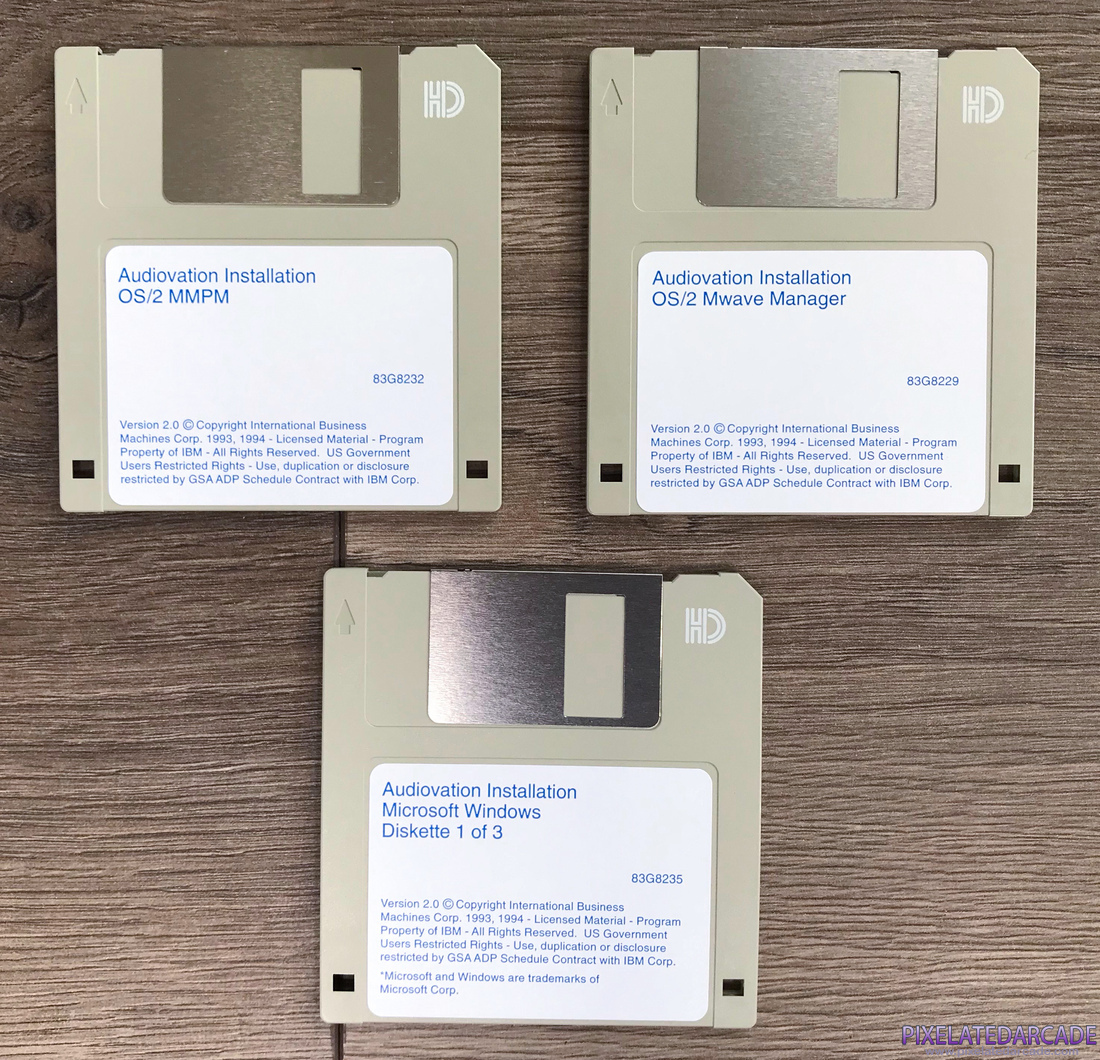 HD
Audiovation Installation
OS/2 MMPM
83G8232
Version 2.0 © Copyright International Business
Machines Corp. 1993, 1994 - Licensed Material - Program
Property of IBM - All Rights Reserved. US Government
Users Restricted Rights - Use, duplication or disclosure
restricted by GSA ADP Schedule Contract with IBM Corp.
HD
Audiovation Installation
OS/2 Mwave Manager
83G8229
Version 2.0 © Copyright International Business
Machines Corp. 1993, 1994 - Licensed Material - Program
Property of IBM - All Rights Reserved. US Government
Users Restricted Rights - Use, duplication or disclosure
restricted by GSA ADP Schedule Contract with IBM Corp.
HD
Audiovation Installation
Microsoft Windows
Diskette 1 of 3
83G8235
Version 2.0 © Copyright International Business
Machines Corp. 1993, 1994 - Licensed Material - Program
Property of IBM - All Rights Reserved. US Government
Users Restricted Rights - Use, duplication or disclosure
restricted by GSA ADP Schedule Contract with IBM Corp.
*Microsoft and Windows are trademarks of
Microsoft Corp.
PIXELATEDARCADE
www.pixelatedarcade.com